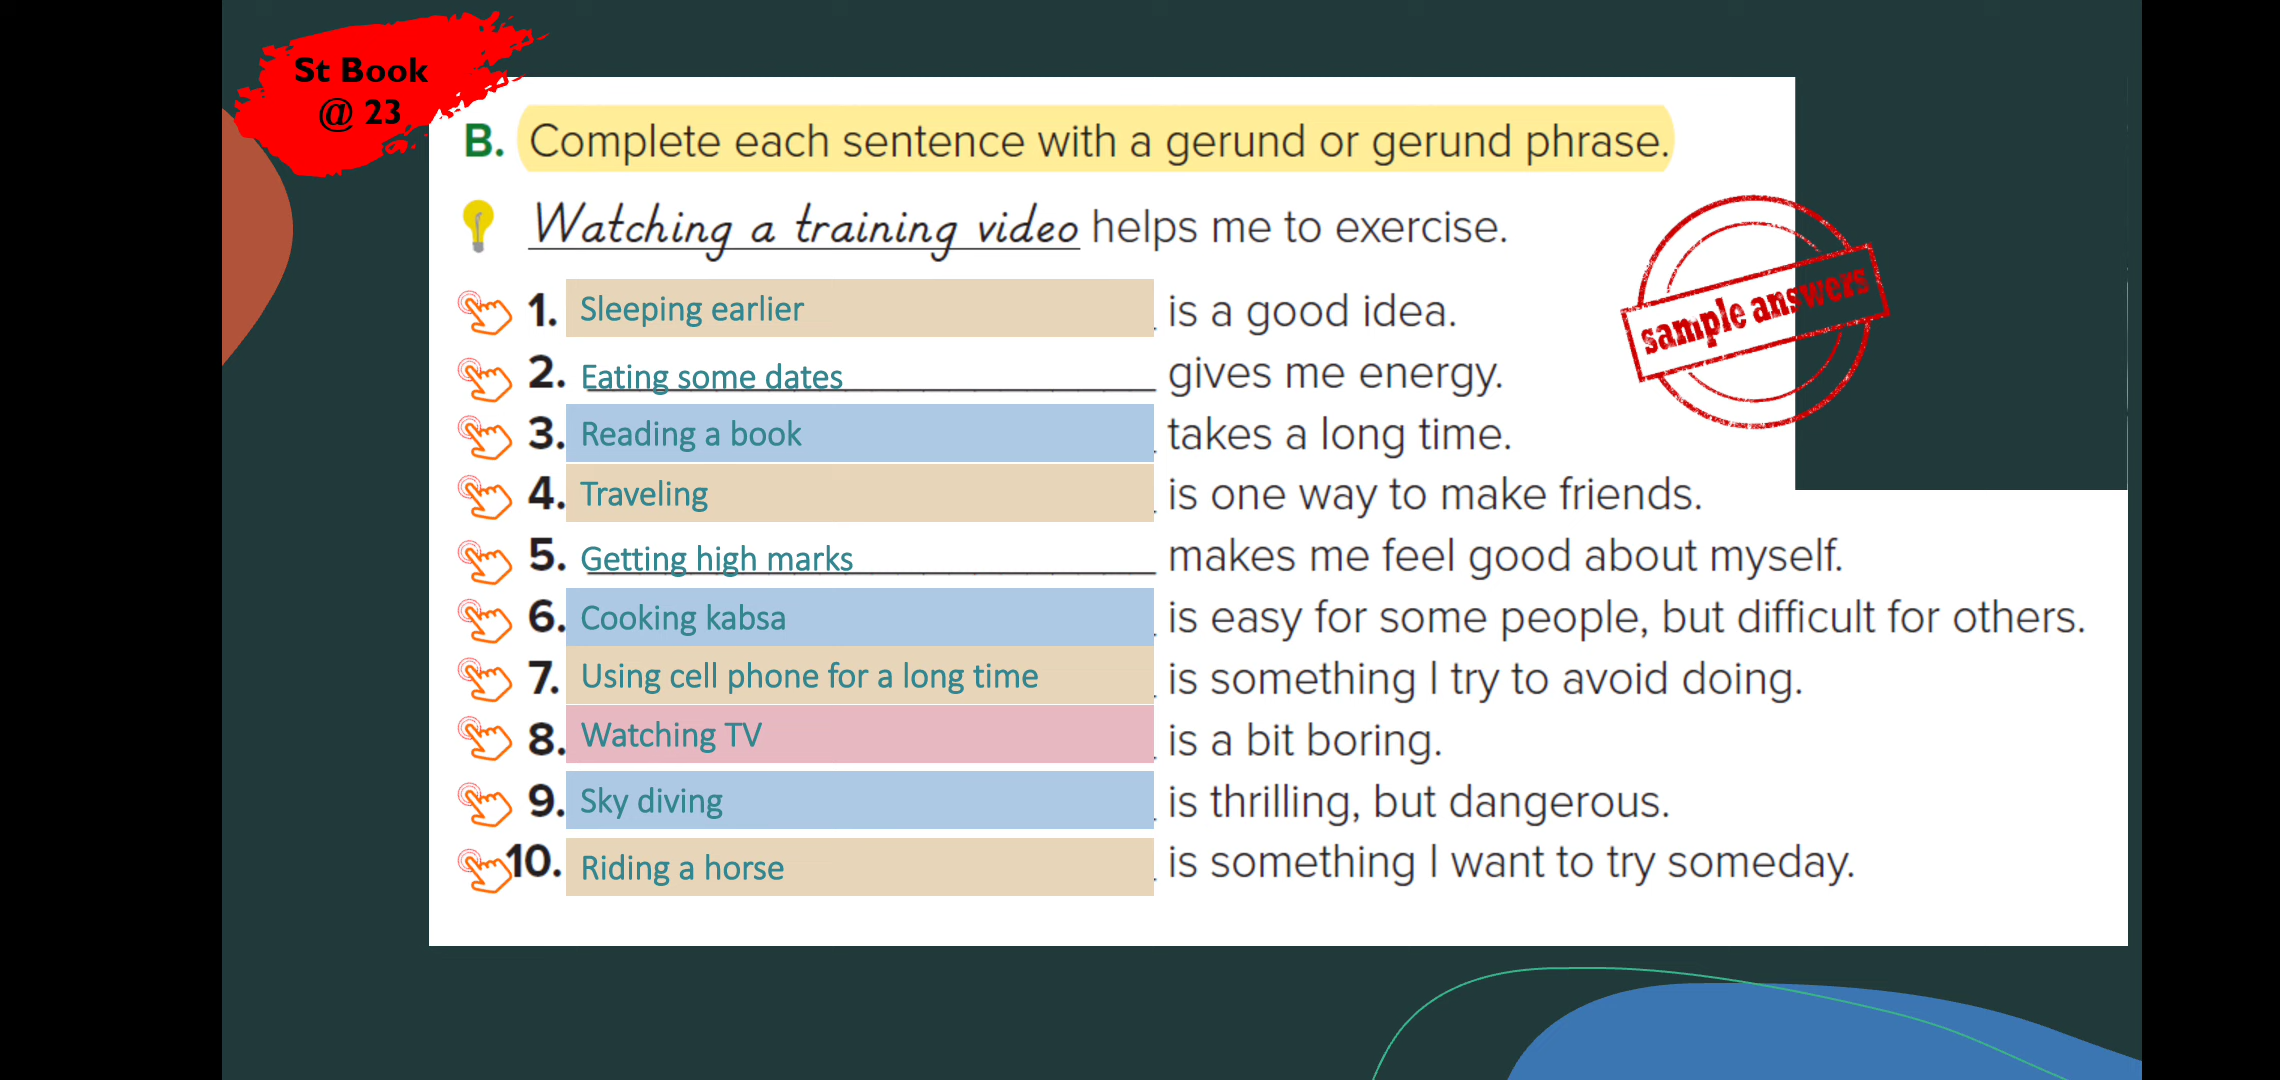 St Book
@ 23
B. Complete each sentence with a gerund or gerund phrase.
Watching a training video helps me to exercise.
sample answers
1. Sleeping earlier is a good idea.
2. Eating some dates gives me energy.
3. Reading a book takes a long time.
4. Traveling is one way to make friends.
5. Getting high marks makes me feel good about myself.
6. Cooking kabsa is easy for some people, but difficult for others.
7. Using cell phone for a long time is something I try to avoid doing.
8. Watching TV is a bit boring.
9. Sky diving is thrilling, but dangerous.
10. Riding a horse is something I want to try someday.